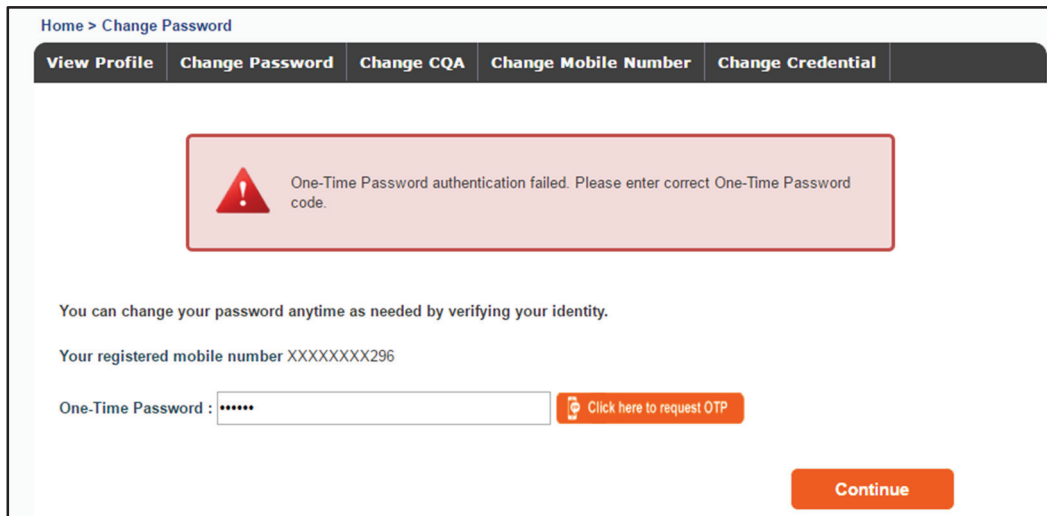 Home > Change Password
View Profile Change Password Change CQA Change Mobile Number Change Credential
One-Time Password authentication failed. Please enter correct One-Time Password
code.
You can change your password anytime as needed by verifying your identity.
Your registered mobile number XXXXXXXX296
One-Time Password : •••••• Click here to request OTP
Continue